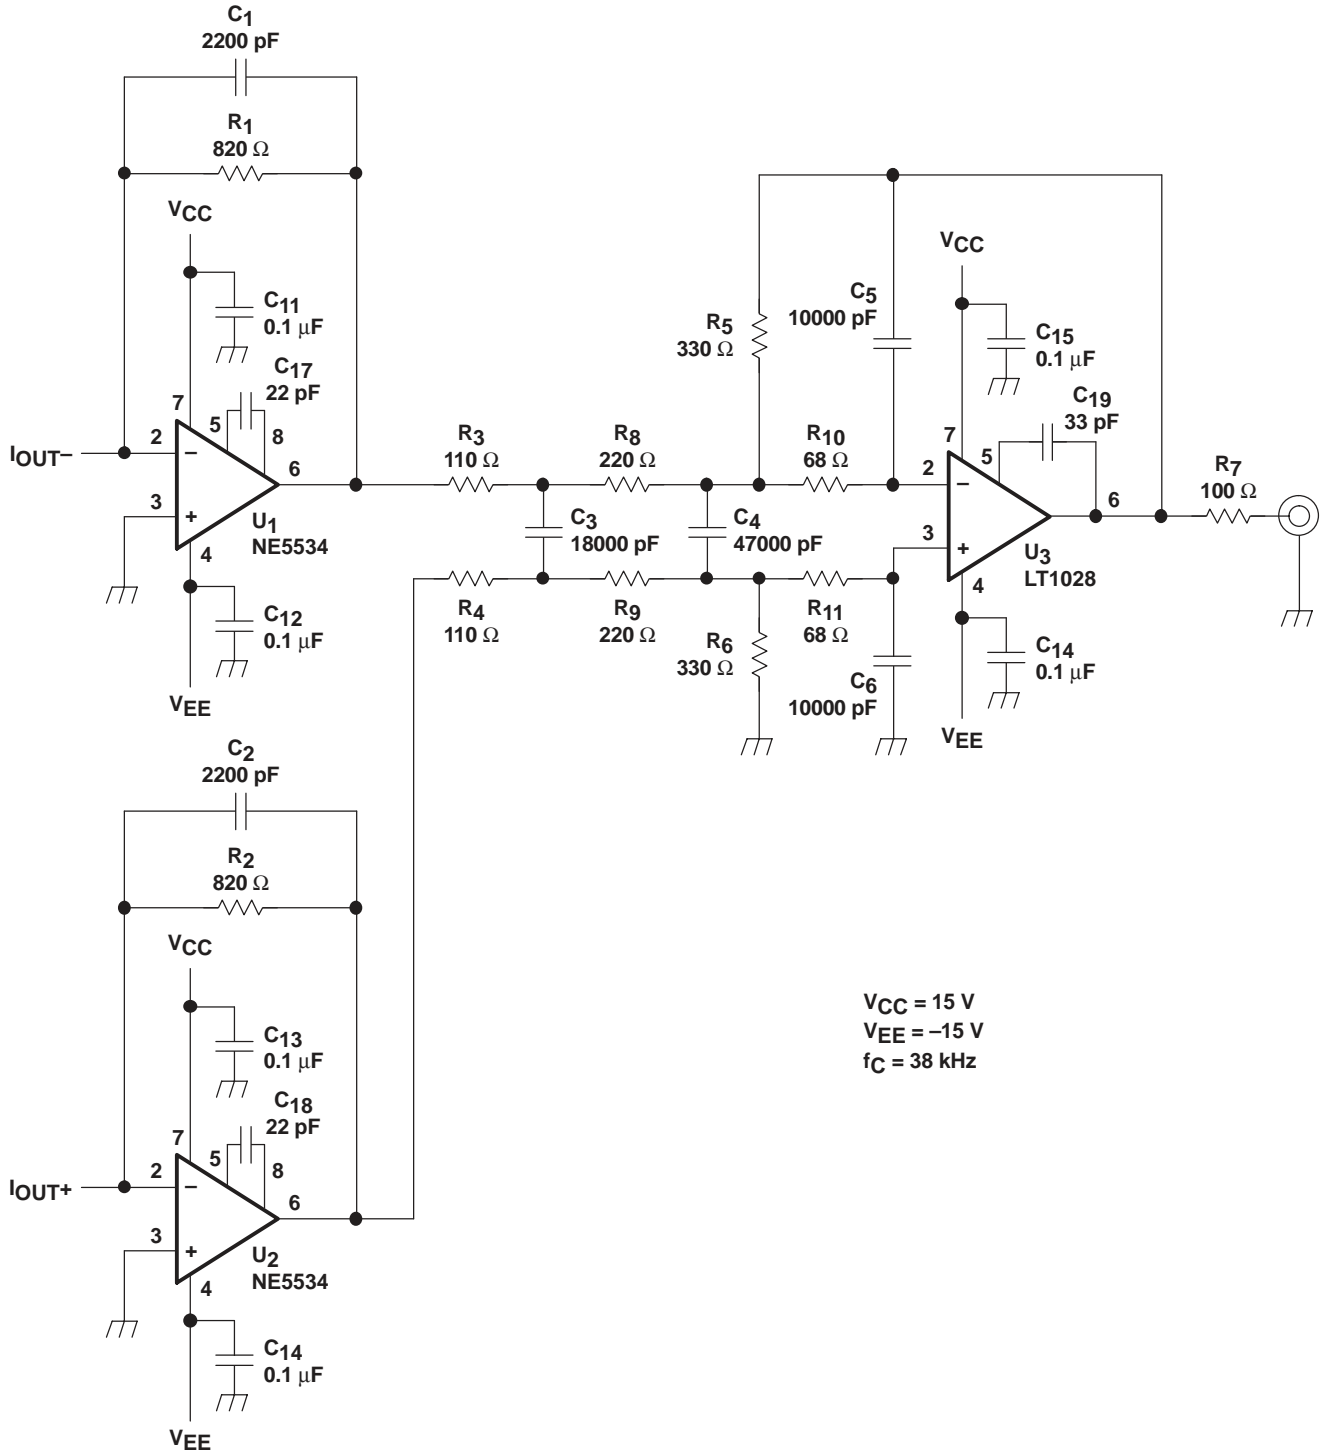 C1
2200 pF
R1
820 Ω
VCC
C11
0.1 μF
C17
22 pF
7
5
8
2
IOUT–
–
6
3
+
U1
NE5534
4
C12
0.1 μF
VEE
R3
110 Ω
R8
220 Ω
R10
68 Ω
C3
18000 pF
C4
47000 pF
R4
110 Ω
R9
220 Ω
R11
68 Ω
R5
330 Ω
C5
10000 pF
R6
330 Ω
C6
10000 pF
VCC
C15
0.1 μF
C19
33 pF
7
5
2
–
6
3
+
U3
LT1028
4
R7
100 Ω
C14
0.1 μF
VEE
C2
2200 pF
R2
820 Ω
VCC
C13
0.1 μF
C18
22 pF
7
5
8
2
IOUT+
–
6
3
+
U2
NE5534
4
C14
0.1 μF
VEE
VCC = 15 V
VEE = –15 V
fC = 38 kHz